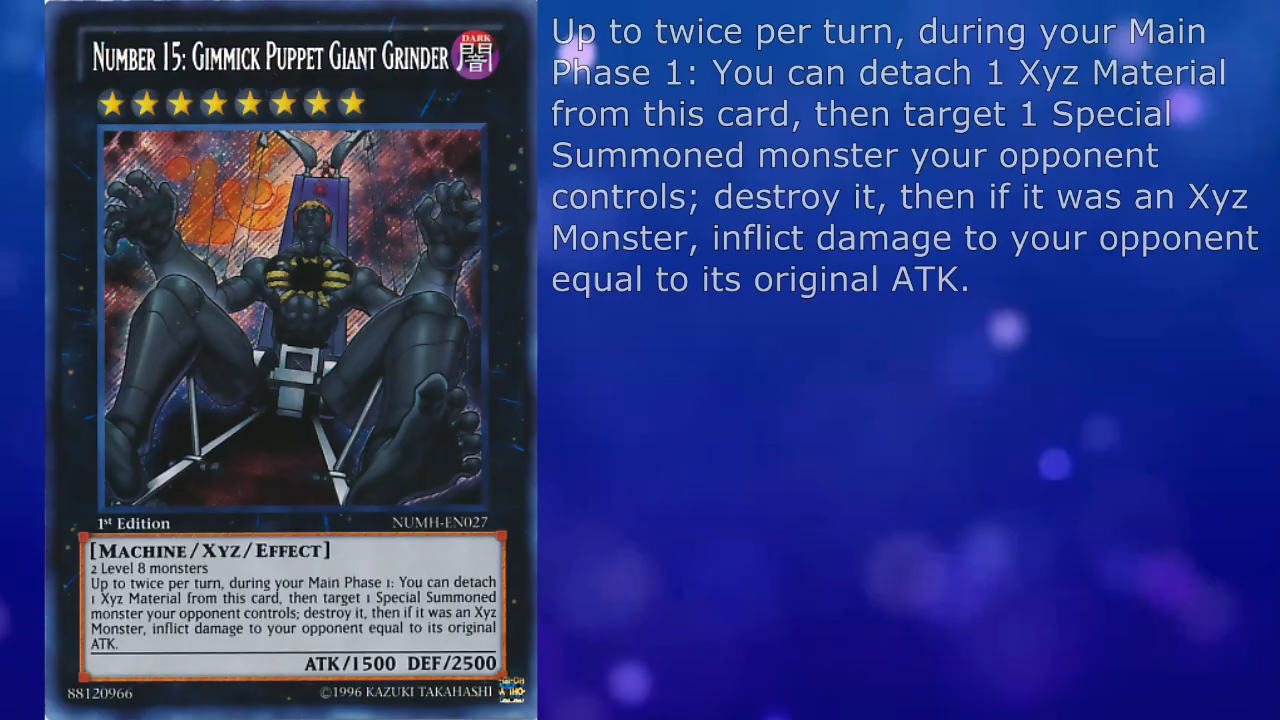 NUMBER 15: GIMMICK PUPPET GIANT GRINDER
DARK
闇
1st Edition
NUMH-EN027
[MACHINE/XYZ/EFFECT]
2 Level 8 monsters
Up to twice per turn, during your Main Phase 1: You can detach
1 Xyz Material from this card, then target 1 Special Summoned
monster your opponent controls; destroy it, then if it was an Xyz
Monster, inflict damage to your opponent equal to its original
ATK.
ATK/1500 DEF/2500
88120966
©1996 KAZUKI TAKAHASHI
Up to twice per turn, during your Main
Phase 1: You can detach 1 Xyz Material
from this card, then target 1 Special
Summoned monster your opponent
controls; destroy it, then if it was an Xyz
Monster, inflict damage to your opponent
equal to its original ATK.